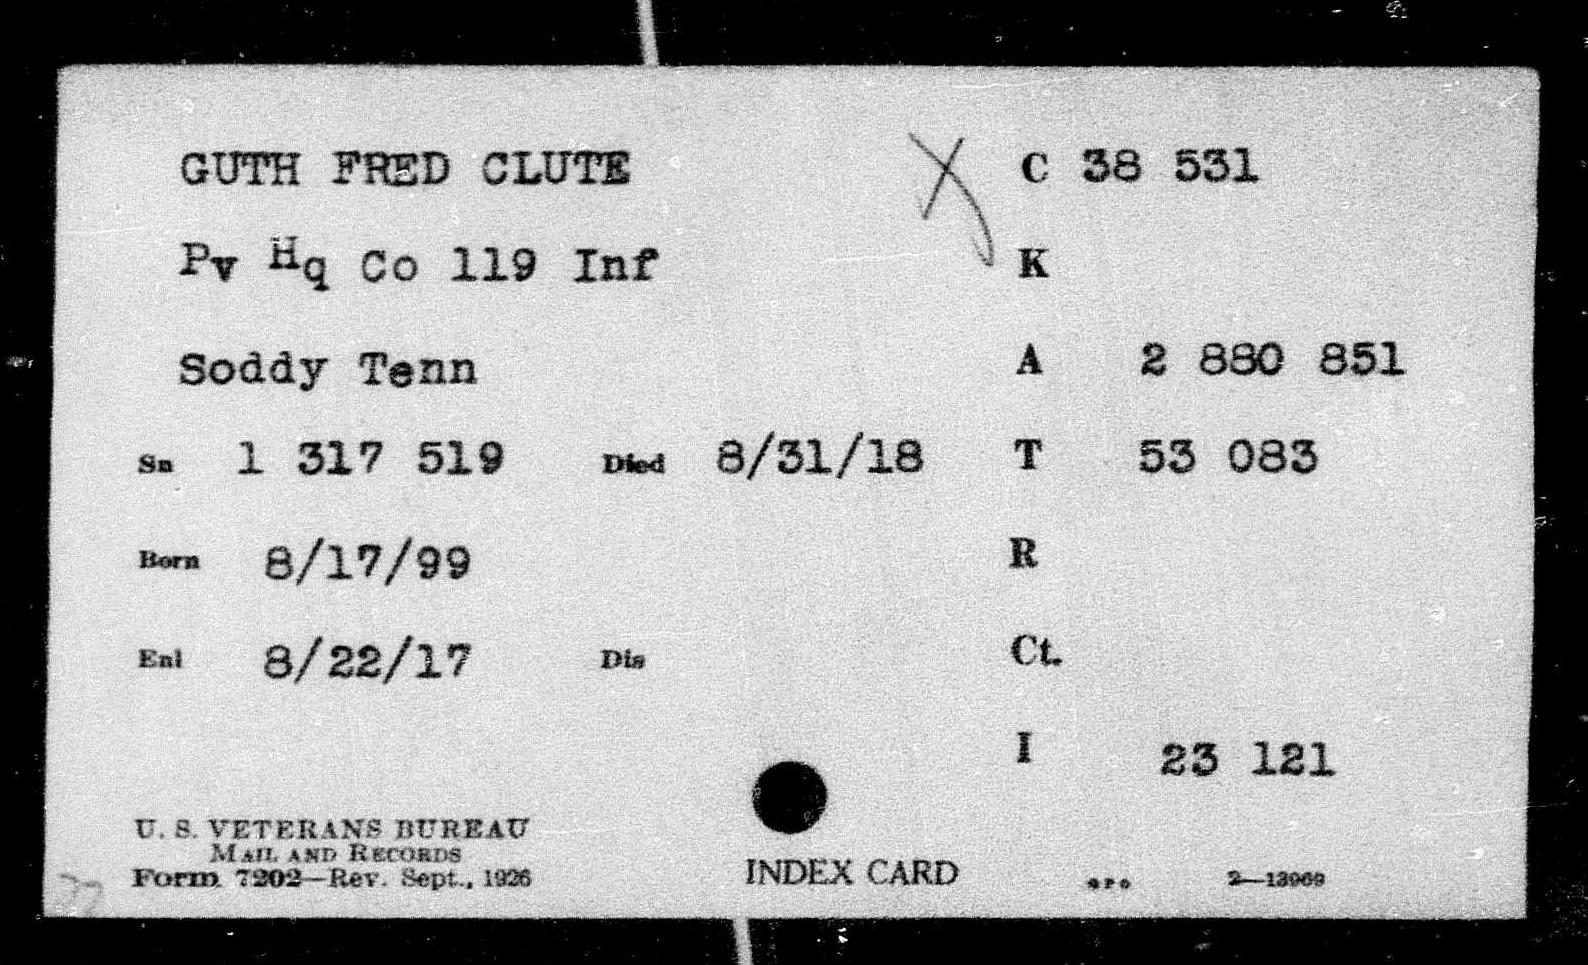 GUTH FRED CLUTE C 38 531
Pv Hq Co 119 Inf K
Soddy Tenn A 2 880 851
Sn 1 317 519 Died 8/31/18 T 53 083
Born 8/17/99 R
Enl 8/22/17 Dis Ct.
I 23 121
U. S. VETERANS BUREAU
MAIL AND RECORDS
Form 7202—Rev. Sept., 1926 INDEX CARD GPO 2—13969